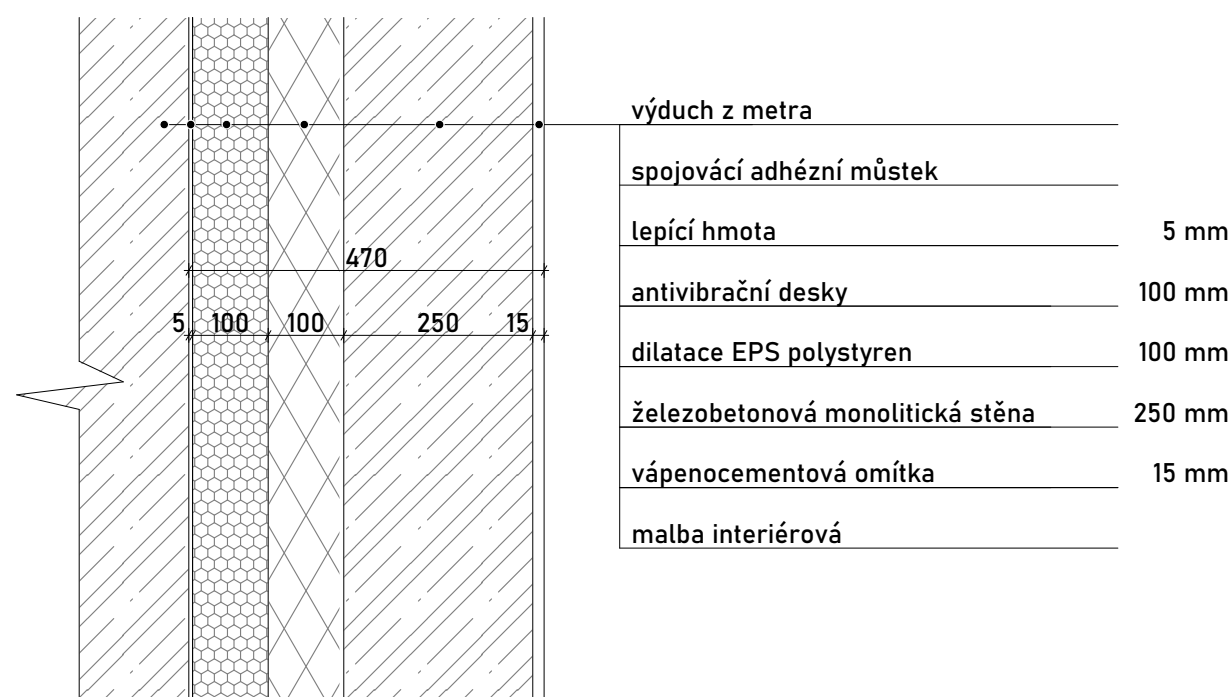 výduch z metra
spojovácí adhézní můstek
lepící hmota 5 mm
antivibrační desky 100 mm
dilatace EPS polystyren 100 mm
železobetonová monolitická stěna 250 mm
vápenocementová omítka 15 mm
malba interiérová
470
5 100 100 250 15